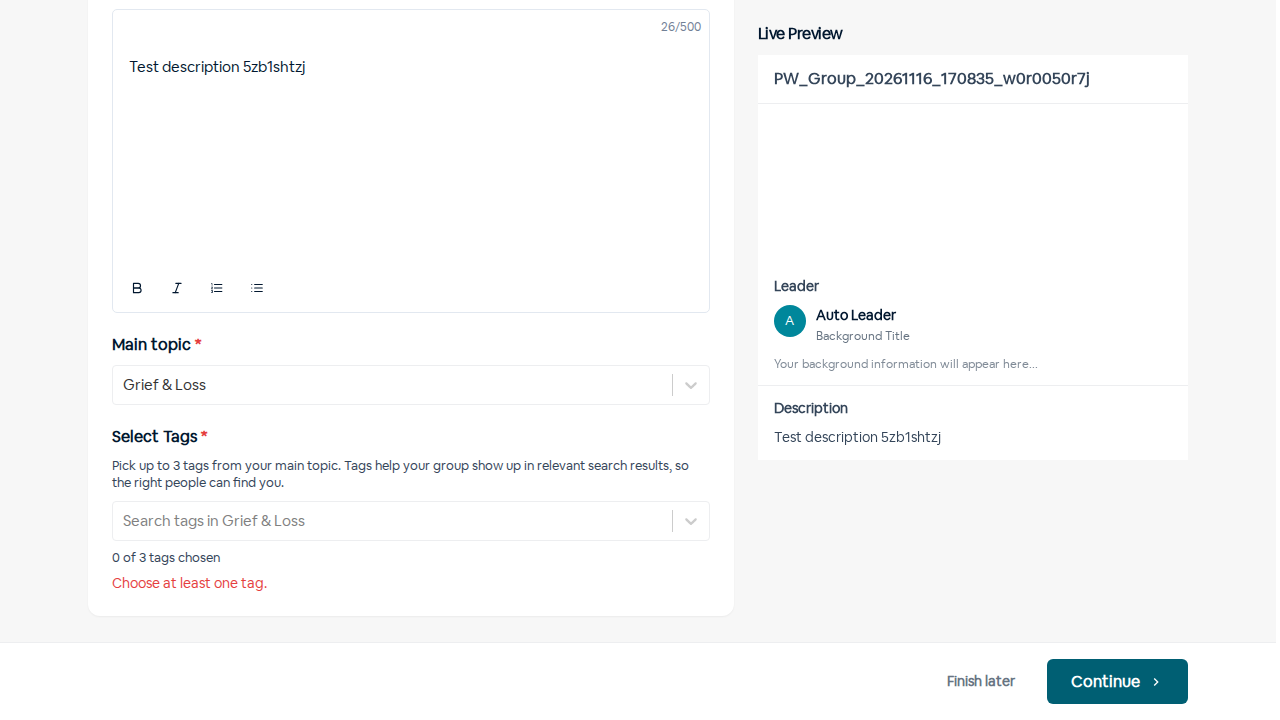 26/500
Test description 5zb1shtzj
Main topic *
Grief & Loss
Select Tags *
Pick up to 3 tags from your main topic. Tags help your group show up in relevant search results, so
the right people can find you.
Search tags in Grief & Loss
0 of 3 tags chosen
Choose at least one tag.
Live Preview
PW_Group_20261116_170835_w0r0050r7j
Leader
A
Auto Leader
Background Title
Your background information will appear here...
Description
Test description 5zb1shtzj
Finish later
Continue